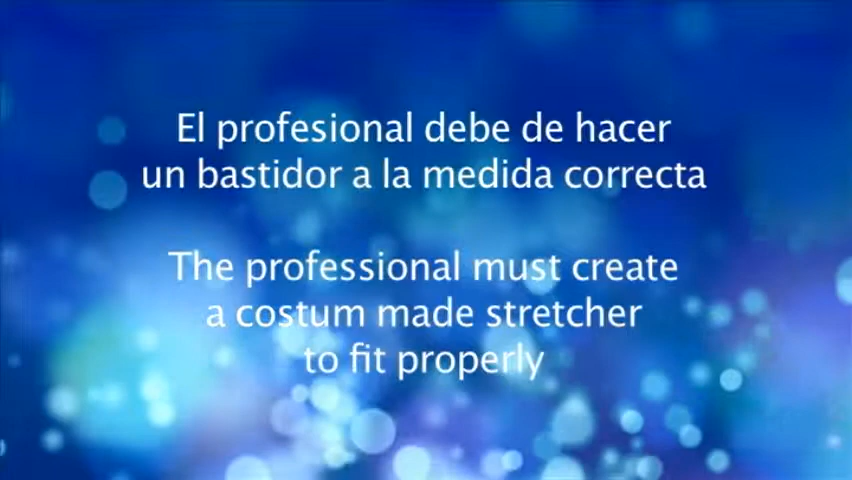 El profesional debe de hacer
un bastidor a la medida correcta
The professional must create
a costum made stretcher
to fit properly